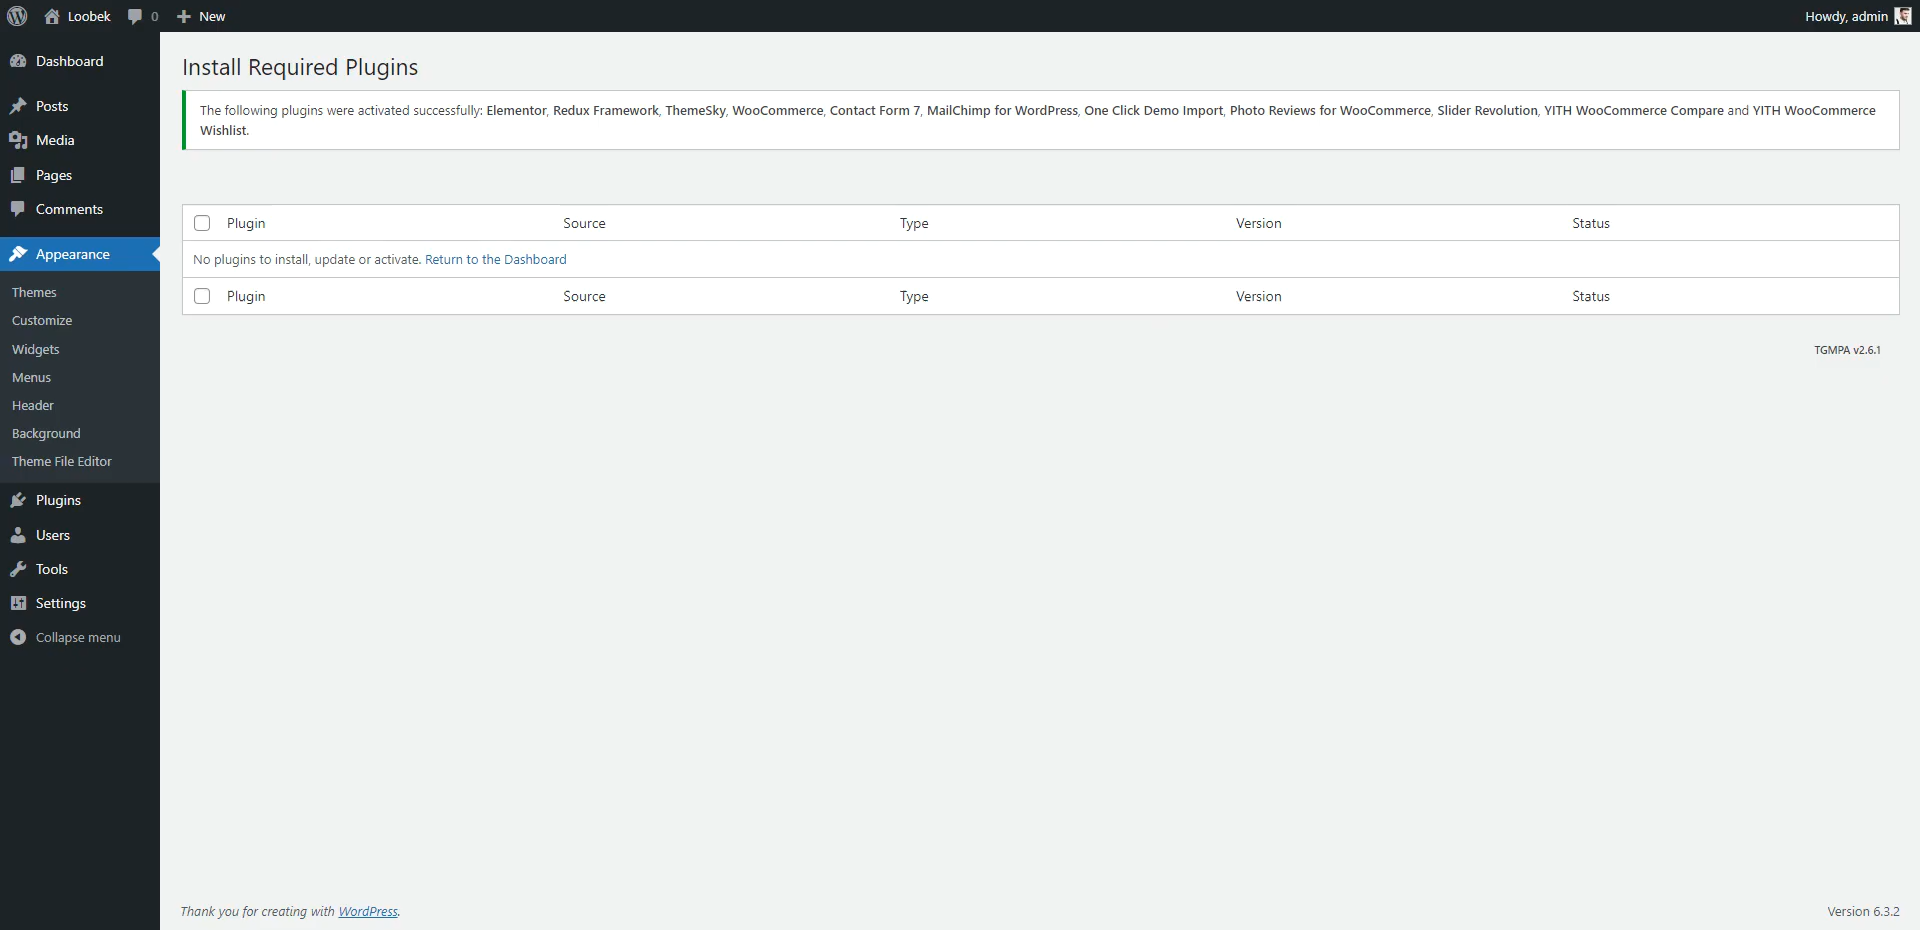 Loobek
0
New
Howdy, admin
Dashboard
Posts
Media
Pages
Comments
Appearance
Themes
Customize
Widgets
Menus
Header
Background
Theme File Editor
Plugins
Users
Tools
Settings
Collapse menu
Install Required Plugins
The following plugins were activated successfully: Elementor, Redux Framework, ThemeSky, WooCommerce, Contact Form 7, MailChimp for WordPress, One Click Demo Import, Photo Reviews for WooCommerce, Slider Revolution, YITH WooCommerce Compare and YITH WooCommerce
Wishlist.
Plugin Source Type Version Status
No plugins to install, update or activate. Return to the Dashboard
Plugin Source Type Version Status
TGMPA v2.6.1
Thank you for creating with WordPress.
Version 6.3.2